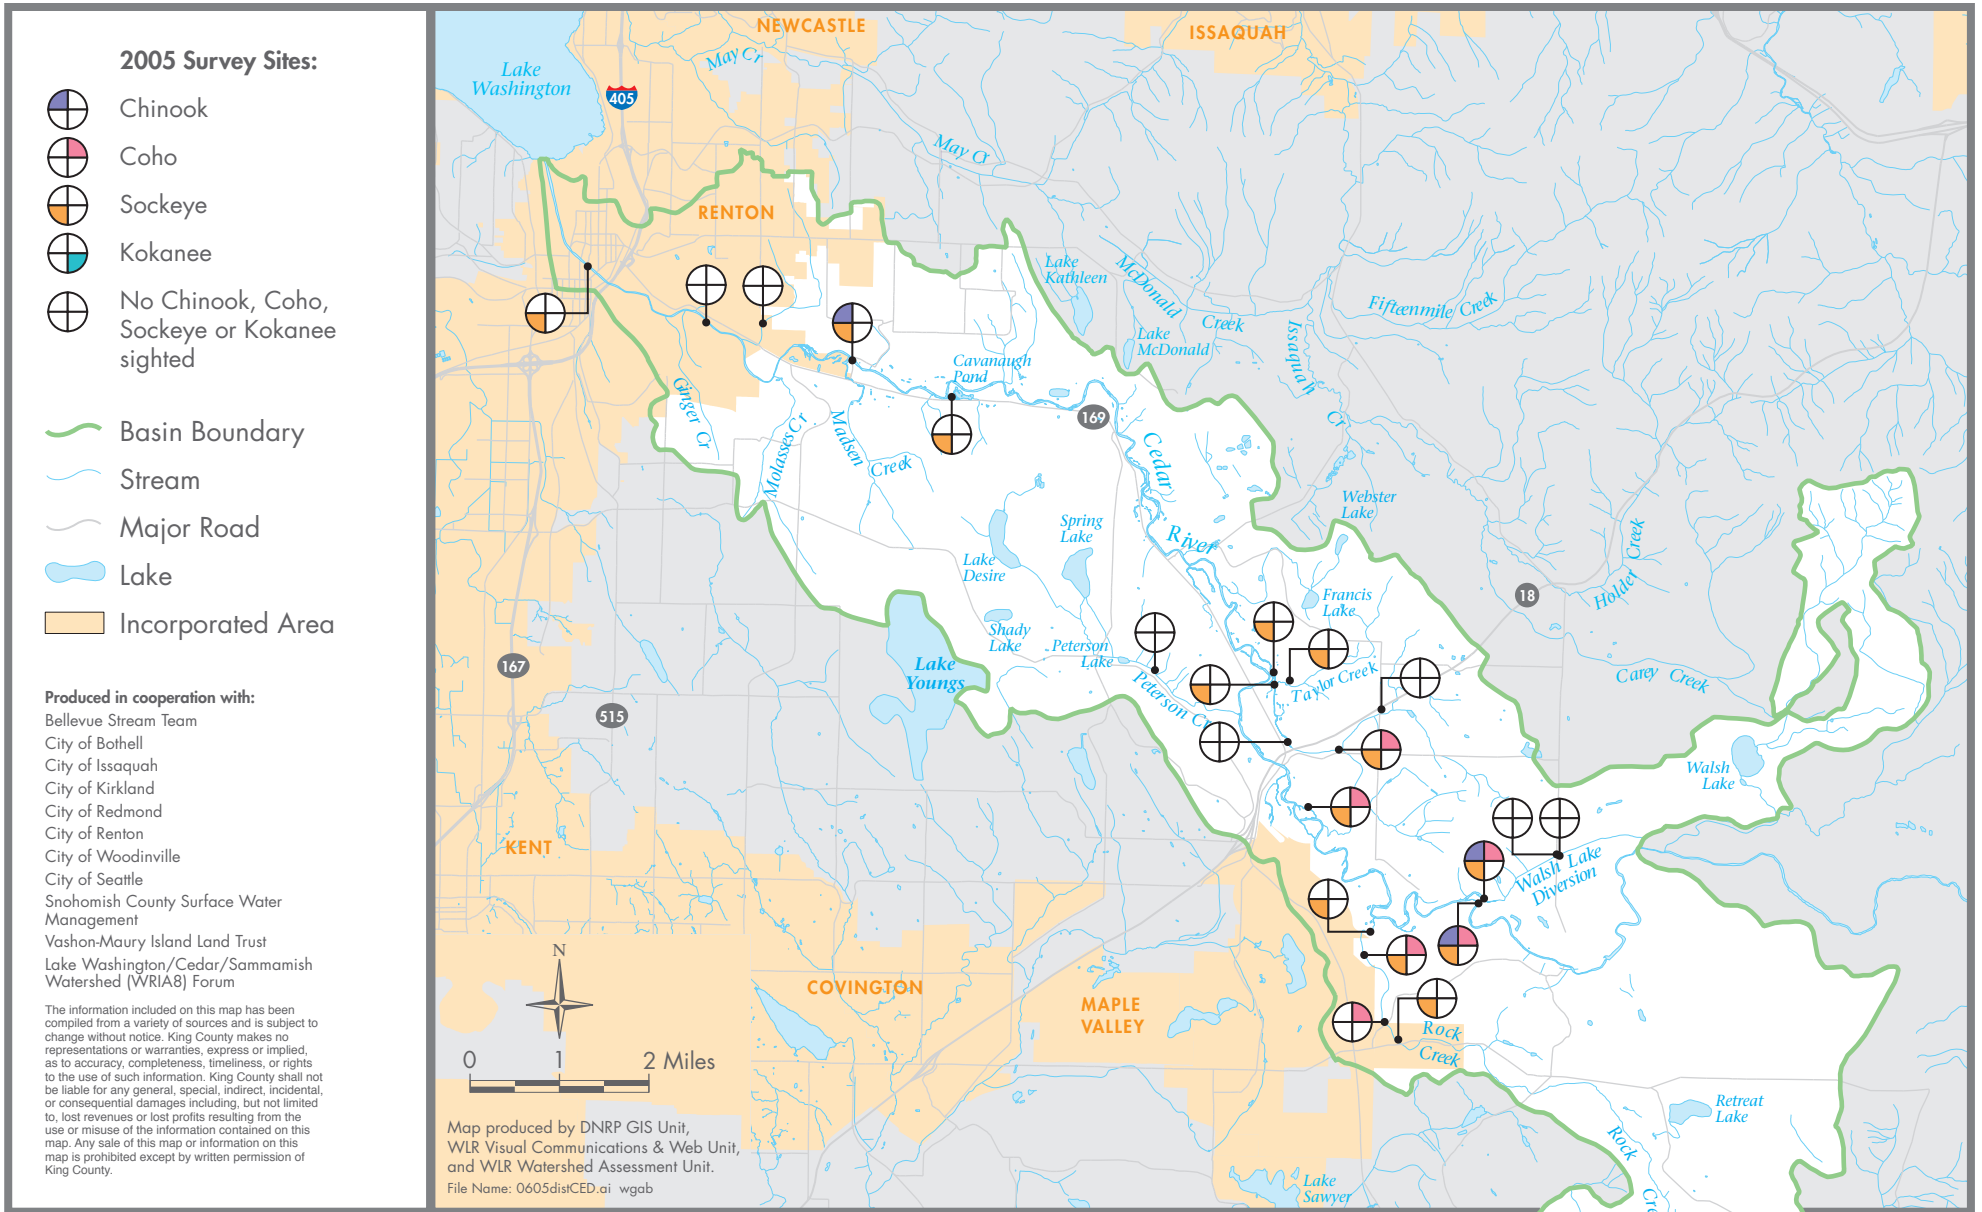 2005 Survey Sites:
Chinook
Coho
Sockeye
Kokanee
No Chinook, Coho,
Sockeye or Kokanee
sighted
Basin Boundary
Stream
Major Road
Lake
Incorporated Area
Produced in cooperation with:
Bellevue Stream Team
City of Bothell
City of Issaquah
City of Kirkland
City of Redmond
City of Renton
City of Woodinville
City of Seattle
Snohomish County Surface Water
Management
Vashon-Maury Island Land Trust
Lake Washington/Cedar/Sammamish
Watershed (WRIA8) Forum
The information included on this map has been
compiled from a variety of sources and is subject to
change without notice. King County makes no
representations or warranties, express or implied,
as to accuracy, completeness, timeliness, or rights
to the use of such information. King County shall not
be liable for any general, special, indirect, incidental,
or consequential damages including, but not limited
to, lost revenues or lost profits resulting from the
use or misuse of the information contained on this
map. Any sale of this map or information on this
map is prohibited except by written permission of
King County.
NEWCASTLE
ISSAQUAH
May Cr
Lake
Washington
405
May Cr
RENTON
Lake
Kathleen
McDonald
Creek
Fifteenmile Creek
Issaquah
Cr
Lake
McDonald
Cavanaugh
Pond
Ginger Cr
Molasses Cr
Madsen
Creek
169
Cedar
River
Webster
Lake
Spring
Lake
Lake
Desire
Holder Creek
18
Francis
Lake
Shady
Lake
Peterson
Lake
Lake
Youngs
167
515
Peterson Cr
Taylor Creek
Carey Creek
Walsh
Lake
KENT
Walsh Lake
Diversion
N
COVINGTON
MAPLE
VALLEY
Rock
Creek
0 1 2 Miles
Retreat
Lake
Rock
Cre
Map produced by DNRP GIS Unit,
WLR Visual Communications & Web Unit,
and WLR Watershed Assessment Unit.
File Name: 0605distCED.ai wgab
Lake
Sawyer